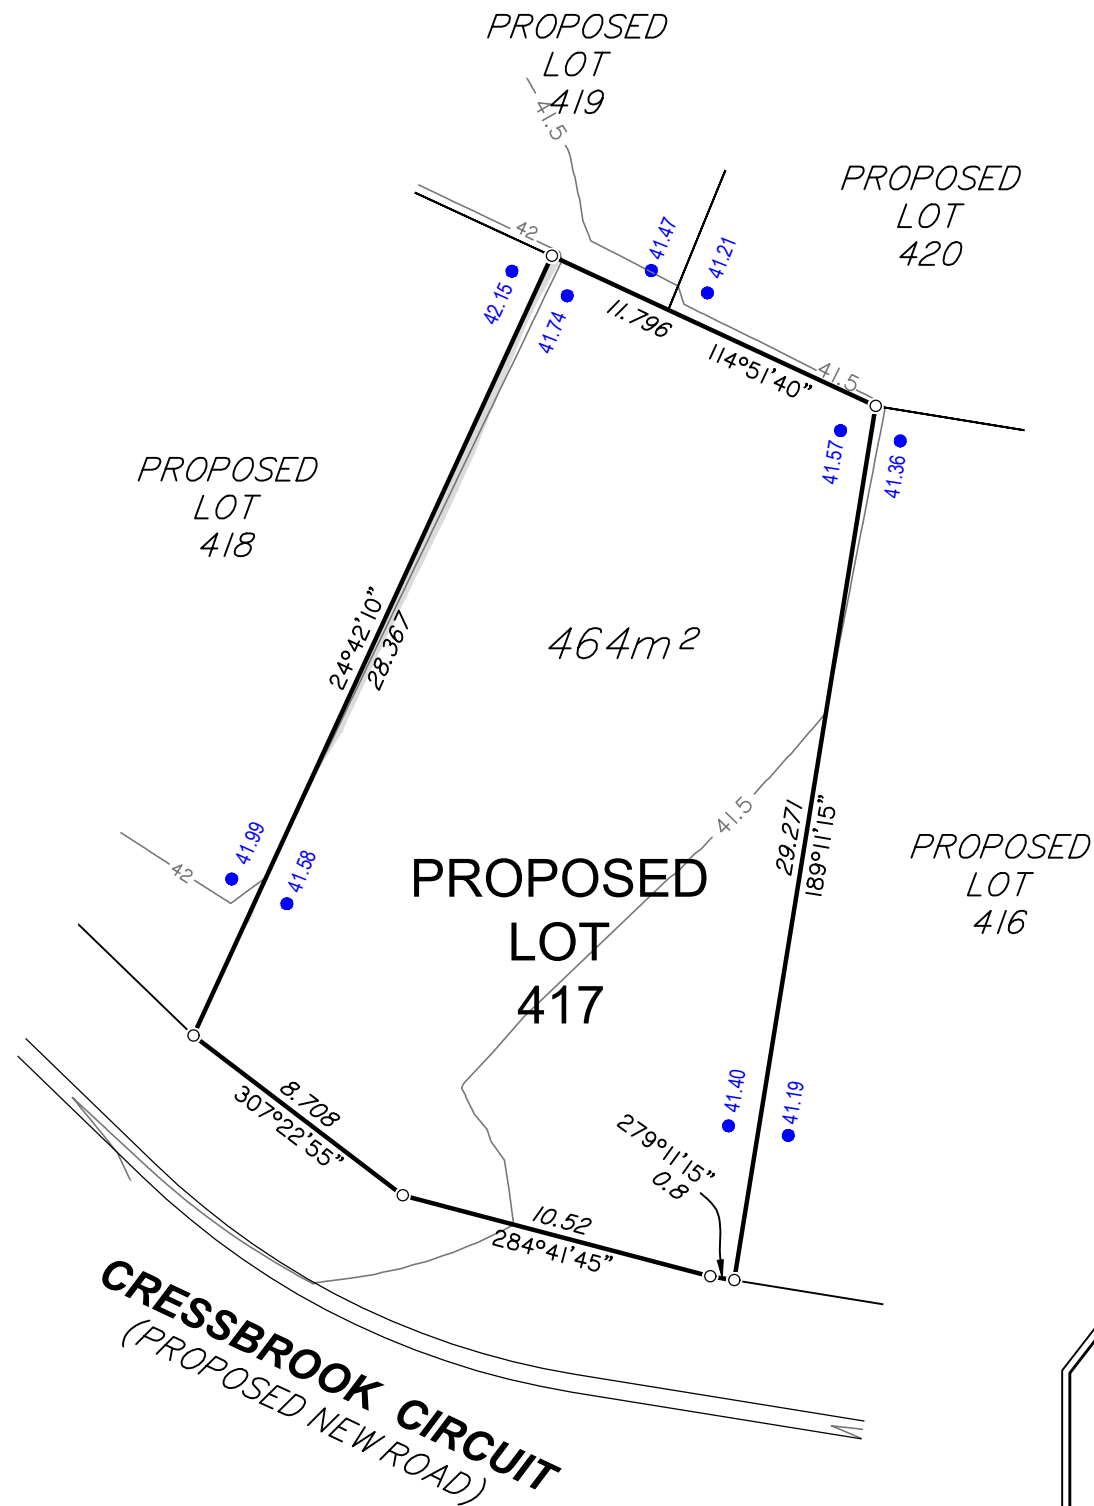 PROPOSED
LOT
419
41.5
PROPOSED
LOT
420
42
41.47
41.21
42.15
41.74
11.796
114°51'40"
41.5
41.57
41.36
PROPOSED
LOT
418
24°42'10"
28.367
464m²
41.5
29.271
189°11'15"
41.99
42
41.58
PROPOSED
LOT
417
PROPOSED
LOT
416
8.708
307°22'55"
41.40
41.19
279°11'15"
0.8
10.52
284°41'45"
CRESSBROOK CIRCUIT
(PROPOSED NEW ROAD)